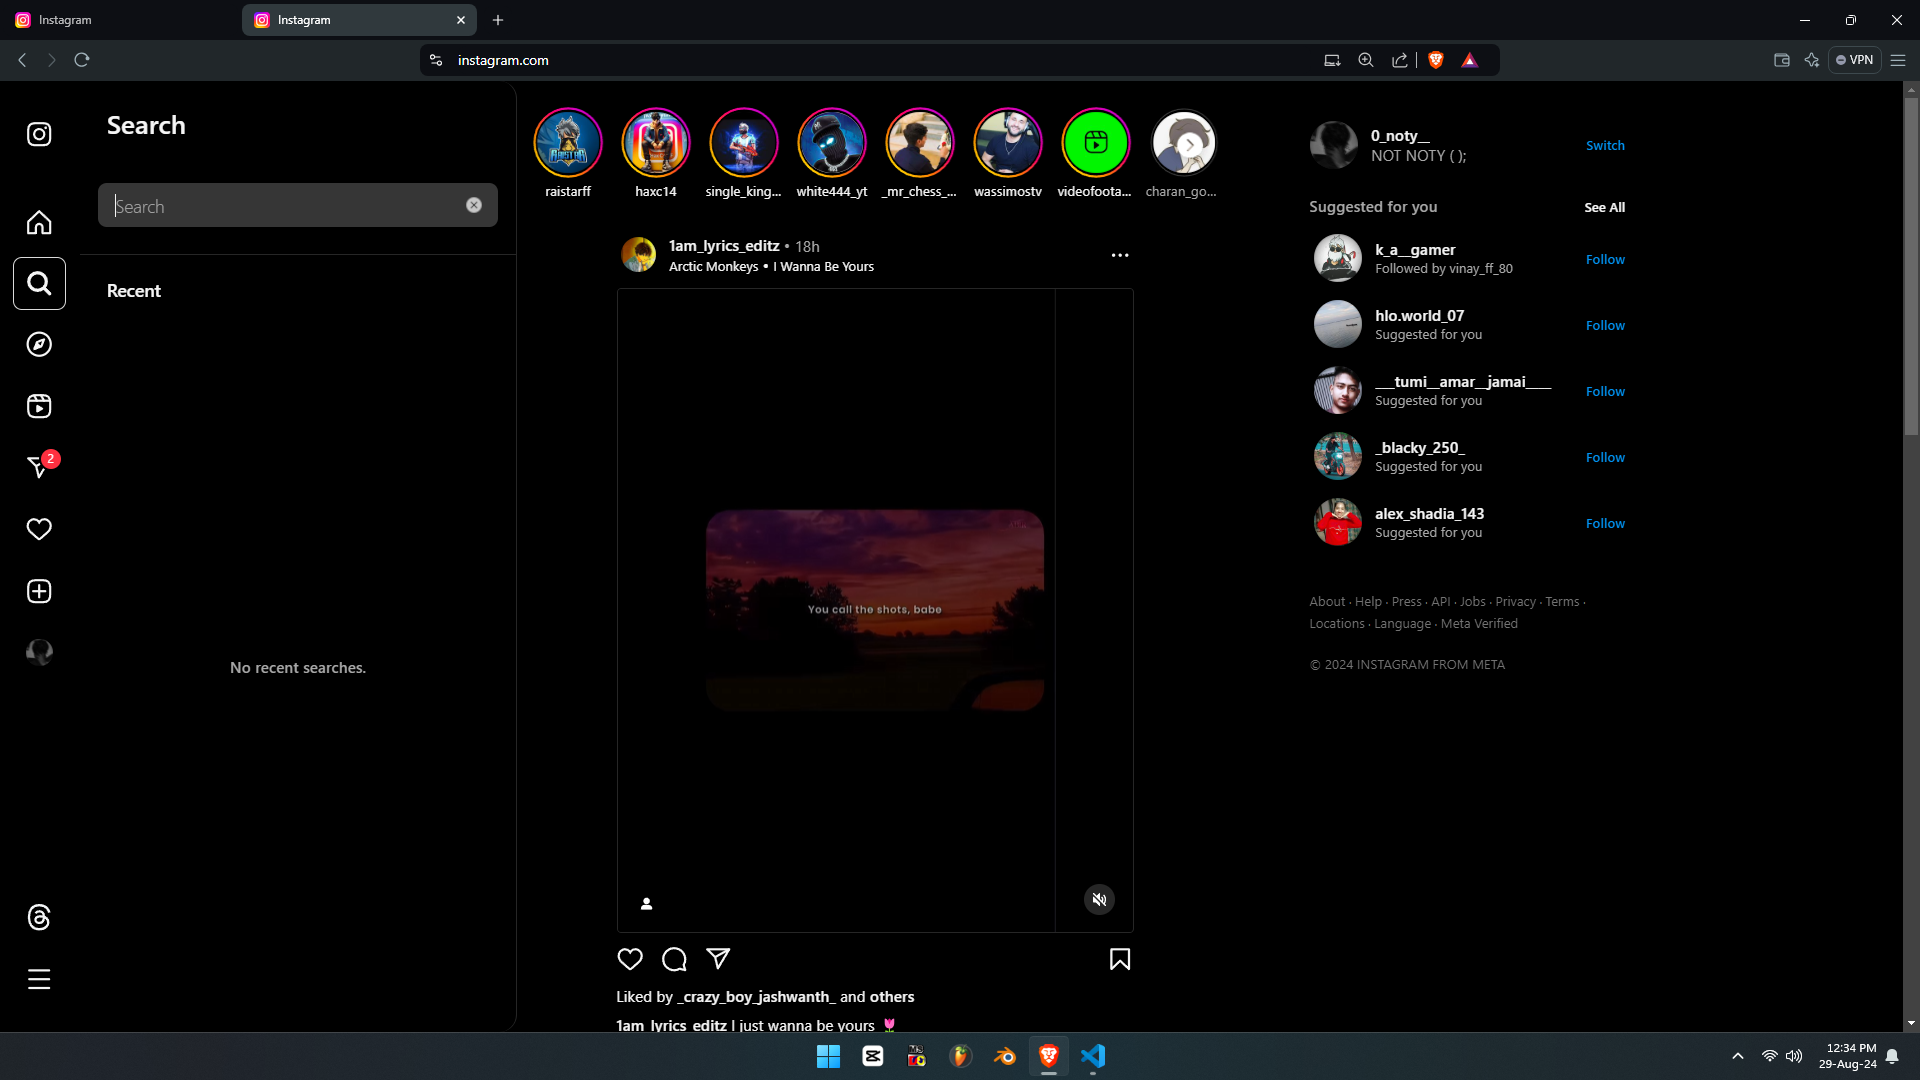 Instagram
Instagram
instagram.com
VPN
Search
Search
Recent
No recent searches.
2
raistarff
haxc14
single_king...
white444_yt
_mr_chess_...
wassimostv
videofoota...
charan_go...
1am_lyrics_editz • 18h
Arctic Monkeys • I Wanna Be Yours
You call the shots, babe
Liked by _crazy_boy_jashwanth_ and others
1am_lyrics_editz I just wanna be yours 🌷
0_noty__
NOT NOTY ( );
Switch
Suggested for you
See All
k_a__gamer
Followed by vinay_ff_80
Follow
hlo.world_07
Suggested for you
Follow
___tumi__amar__jamai____
Suggested for you
Follow
_blacky_250_
Suggested for you
Follow
alex_shadia_143
Suggested for you
Follow
About · Help · Press · API · Jobs · Privacy · Terms ·
Locations · Language · Meta Verified
© 2024 INSTAGRAM FROM META
12:34 PM
29-Aug-24